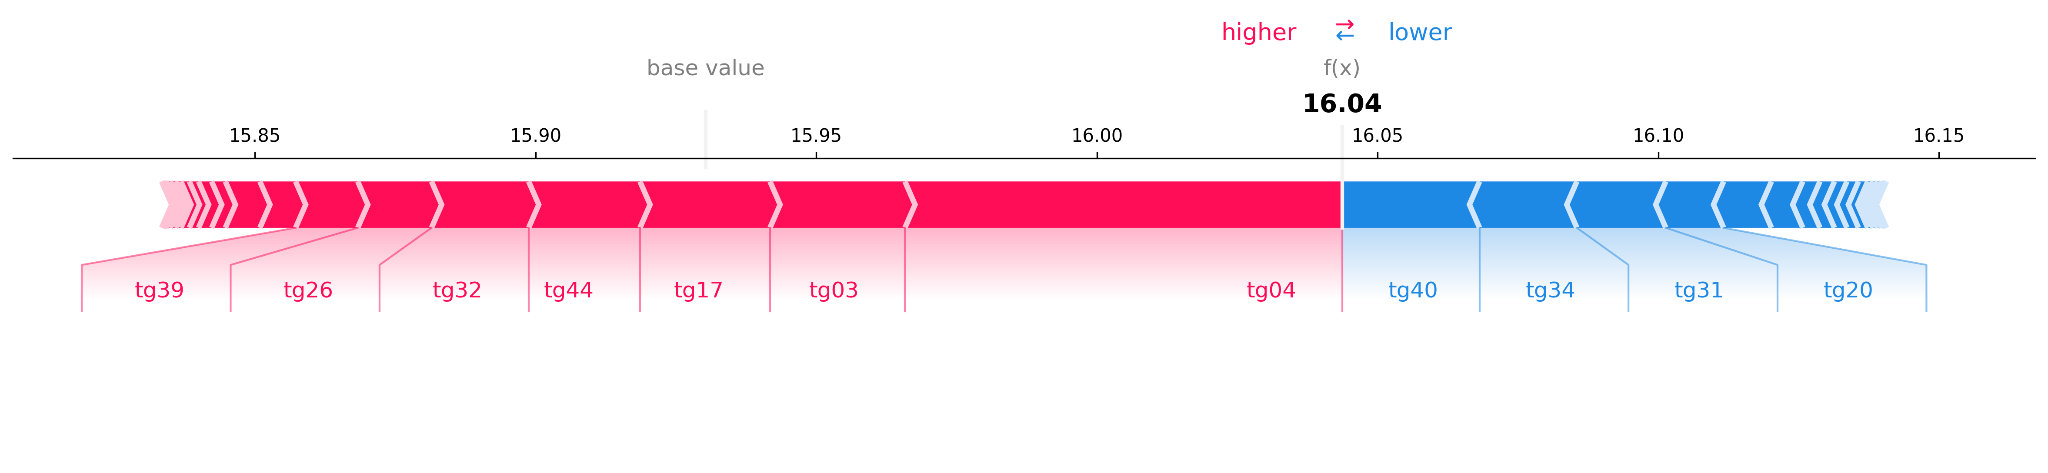 higher ⇄ lower
base value f(x)
16.04
15.85 15.90 15.95 16.00 16.05 16.10 16.15
tg39 tg26 tg32 tg44 tg17 tg03 tg04 tg40 tg34 tg31 tg20